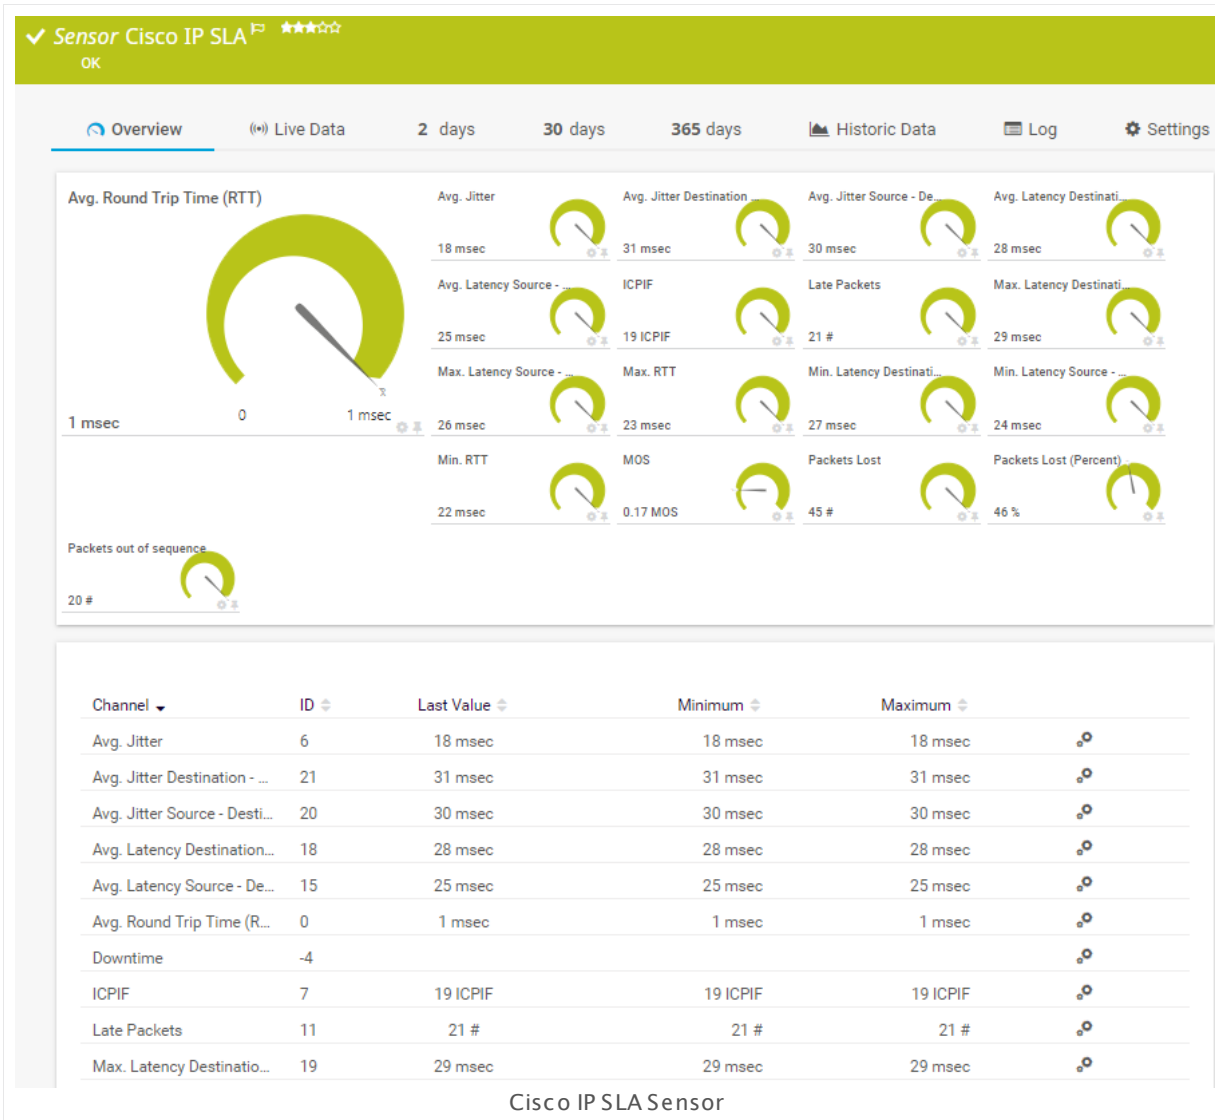 Sensor Cisco IP SLA
OK
Overview Live Data 2 days 30 days 365 days Historic Data Log Settings
Avg. Round Trip Time (RTT)
1 msec
0 1 msec
Avg. Jitter
18 msec
Avg. Jitter Destination ...
31 msec
Avg. Jitter Source - De...
30 msec
Avg. Latency Destinati...
28 msec
Avg. Latency Source - ...
25 msec
ICPIF
19 ICPIF
Late Packets
21 #
Max. Latency Destinati...
29 msec
Max. Latency Source - ...
26 msec
Max. RTT
23 msec
Min. Latency Destinati...
27 msec
Min. Latency Source - ...
24 msec
Min. RTT
22 msec
MOS
0.17 MOS
Packets Lost
45 #
Packets Lost (Percent)
46 %
Packets out of sequence
20 #
Channel ID Last Value Minimum Maximum
Avg. Jitter 6 18 msec 18 msec 18 msec
Avg. Jitter Destination - ... 21 31 msec 31 msec 31 msec
Avg. Jitter Source - Desti... 20 30 msec 30 msec 30 msec
Avg. Latency Destination... 18 28 msec 28 msec 28 msec
Avg. Latency Source - De... 15 25 msec 25 msec 25 msec
Avg. Round Trip Time (R... 0 1 msec 1 msec 1 msec
Downtime -4
ICPIF 7 19 ICPIF 19 ICPIF 19 ICPIF
Late Packets 11 21 # 21 # 21 #
Max. Latency Destinatio... 19 29 msec 29 msec 29 msec
Cisco IP SLA Sensor